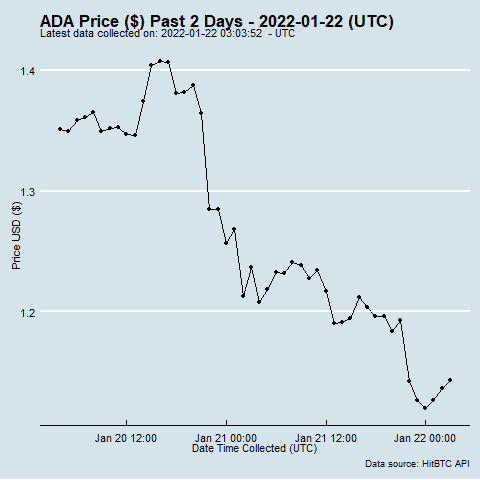 ADA Price ($) Past 2 Days - 2022-01-22 (UTC)
Latest data collected on: 2022-01-22 03:03:52 - UTC
1.4
1.3
1.2
Price USD ($)
Jan 20 12:00
Jan 21 00:00
Jan 21 12:00
Jan 22 00:00
Date Time Collected (UTC)
Data source: HitBTC API